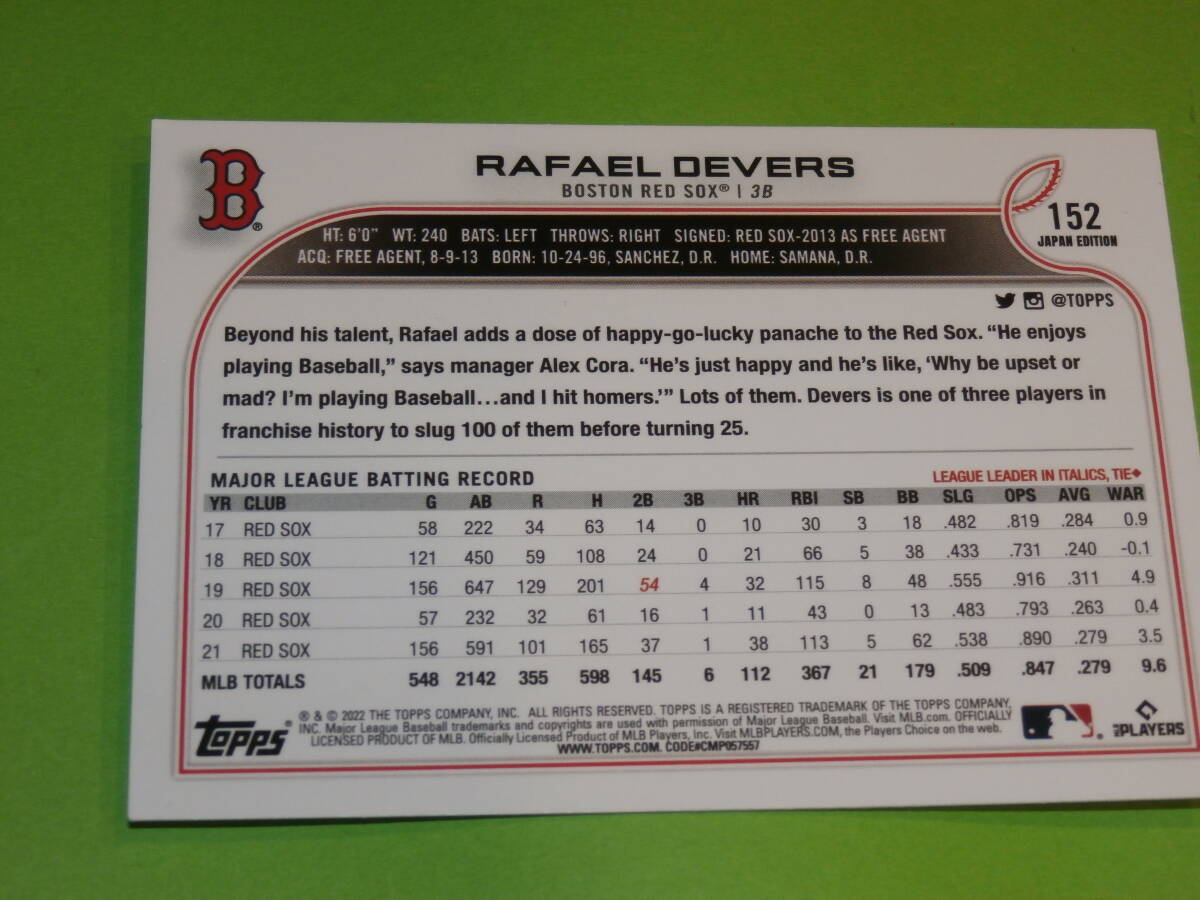 B®
RAFAEL DEVERS
BOSTON RED SOX® | 3B
152
JAPAN EDITION
HT: 6'0" WT: 240 BATS: LEFT THROWS: RIGHT SIGNED: RED SOX-2013 AS FREE AGENT
ACQ: FREE AGENT, 8-9-13 BORN: 10-24-96, SANCHEZ, D.R. HOME: SAMANA, D.R.
@TOPPS
Beyond his talent, Rafael adds a dose of happy-go-lucky panache to the Red Sox. “He enjoys
playing Baseball,” says manager Alex Cora. “He’s just happy and he’s like, ‘Why be upset or
mad? I’m playing Baseball...and I hit homers.’” Lots of them. Devers is one of three players in
franchise history to slug 100 of them before turning 25.
MAJOR LEAGUE BATTING RECORD LEAGUE LEADER IN ITALICS, TIE♦
YR CLUB G AB R H 2B 3B HR RBI SB BB SLG OPS AVG WAR
17 RED SOX 58 222 34 63 14 0 10 30 3 18 .482 .819 .284 0.9
18 RED SOX 121 450 59 108 24 0 21 66 5 38 .433 .731 .240 -0.1
19 RED SOX 156 647 129 201 54 4 32 115 8 48 .555 .916 .311 4.9
20 RED SOX 57 232 32 61 16 1 11 43 0 13 .483 .793 .263 0.4
21 RED SOX 156 591 101 165 37 1 38 113 5 62 .538 .890 .279 3.5
MLB TOTALS 548 2142 355 598 145 6 112 367 21 179 .509 .847 .279 9.6
topps®
® & © 2022 THE TOPPS COMPANY, INC. ALL RIGHTS RESERVED. TOPPS IS A REGISTERED TRADEMARK OF THE TOPPS COMPANY,
INC. Major League Baseball trademarks and copyrights are used with permission of Major League Baseball. Visit MLB.com. OFFICIALLY
LICENSED PRODUCT OF MLB. Officially Licensed Product of MLB Players, Inc. Visit MLBPLAYERS.COM, the Players Choice on the web.
WWW.TOPPS.COM. CODE#CMP057557
MLB PLAYERS